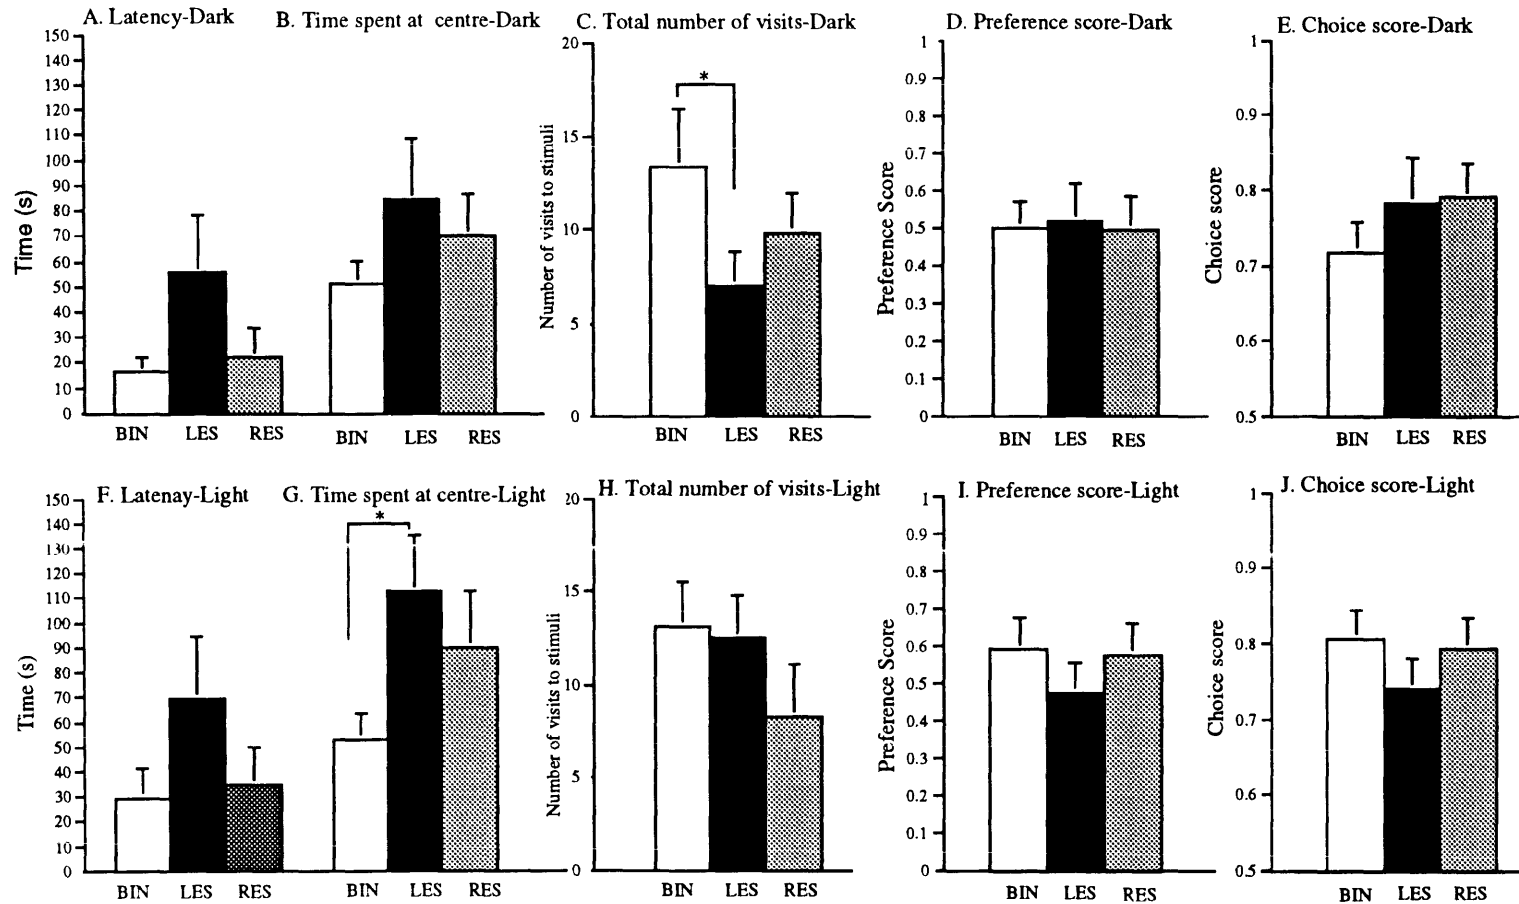 A. Latency-Dark
B. Time spent at centre-Dark
150
140
130
120
110
100
90
80
70
60
50
40
30
20
10
0
Time (s)
BIN LES RES
BIN LES RES
C. Total number of visits-Dark
20
15
10
5
0
Number of visits to stimuli
*
BIN LES RES
D. Preference score-Dark
1
0.9
0.8
0.7
0.6
0.5
0.4
0.3
0.2
0.1
0
Preference Score
BIN LES RES
E. Choice score-Dark
1
0.9
0.8
0.7
0.6
0.5
Choice score
BIN LES RES
F. Latenay-Light
G. Time spent at centre-Light
150
140
130
120
110
100
90
80
70
60
50
40
30
20
10
0
Time (s)
*
BIN LES RES
BIN LES RES
H. Total number of visits-Light
20
15
10
5
0
Number of visits to stimuli
BIN LES RES
I. Preference score-Light
1
0.9
0.8
0.7
0.6
0.5
0.4
0.3
0.2
0.1
0
Preference Score
BIN LES RES
J. Choice score-Light
1
0.9
0.8
0.7
0.6
0.5
Choice score
BIN LES RES